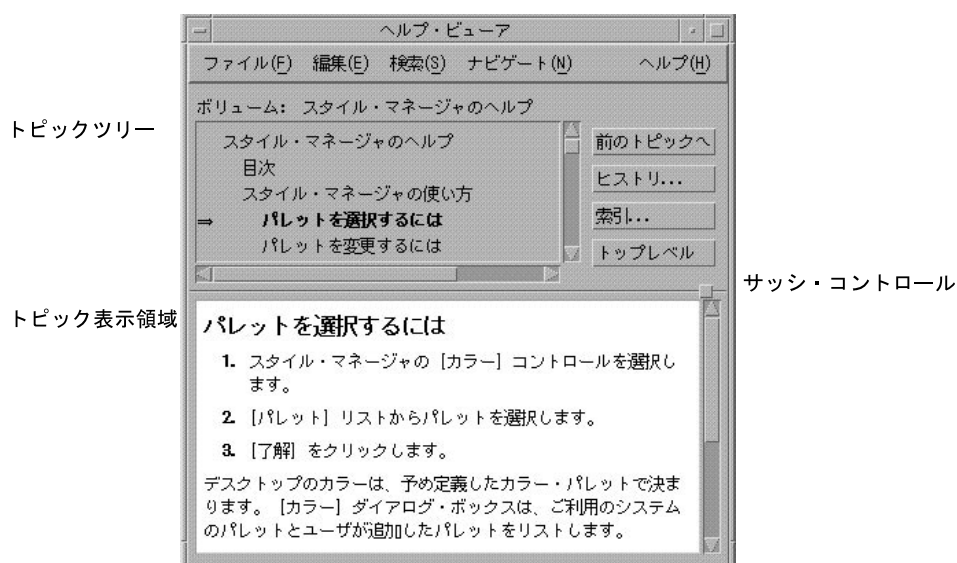 ヘルプ・ビューア
ファイル(F) 編集(E) 検索(S) ナビゲート(N) ヘルプ(H)
ボリューム: スタイル・マネージャのヘルプ
トピックツリー
スタイル・マネージャのヘルプ
目次
スタイル・マネージャの使い方
⇒ パレットを選択するには
パレットを変更するには
前のトピックへ
ヒストリ...
索引...
トップレベル
サッシ・コントロール
トピック表示領域
パレットを選択するには
1. スタイル・マネージャの [カラー] コントロールを選択し
ます。
2. [パレット] リストからパレットを選択します。
3. [了解] をクリックします。
デスクトップのカラーは、予め定義したカラー・パレットで決ま
ります。 [カラー] ダイアログ・ボックスは、ご利用のシステム
のパレットとユーザが追加したパレットをリストします。